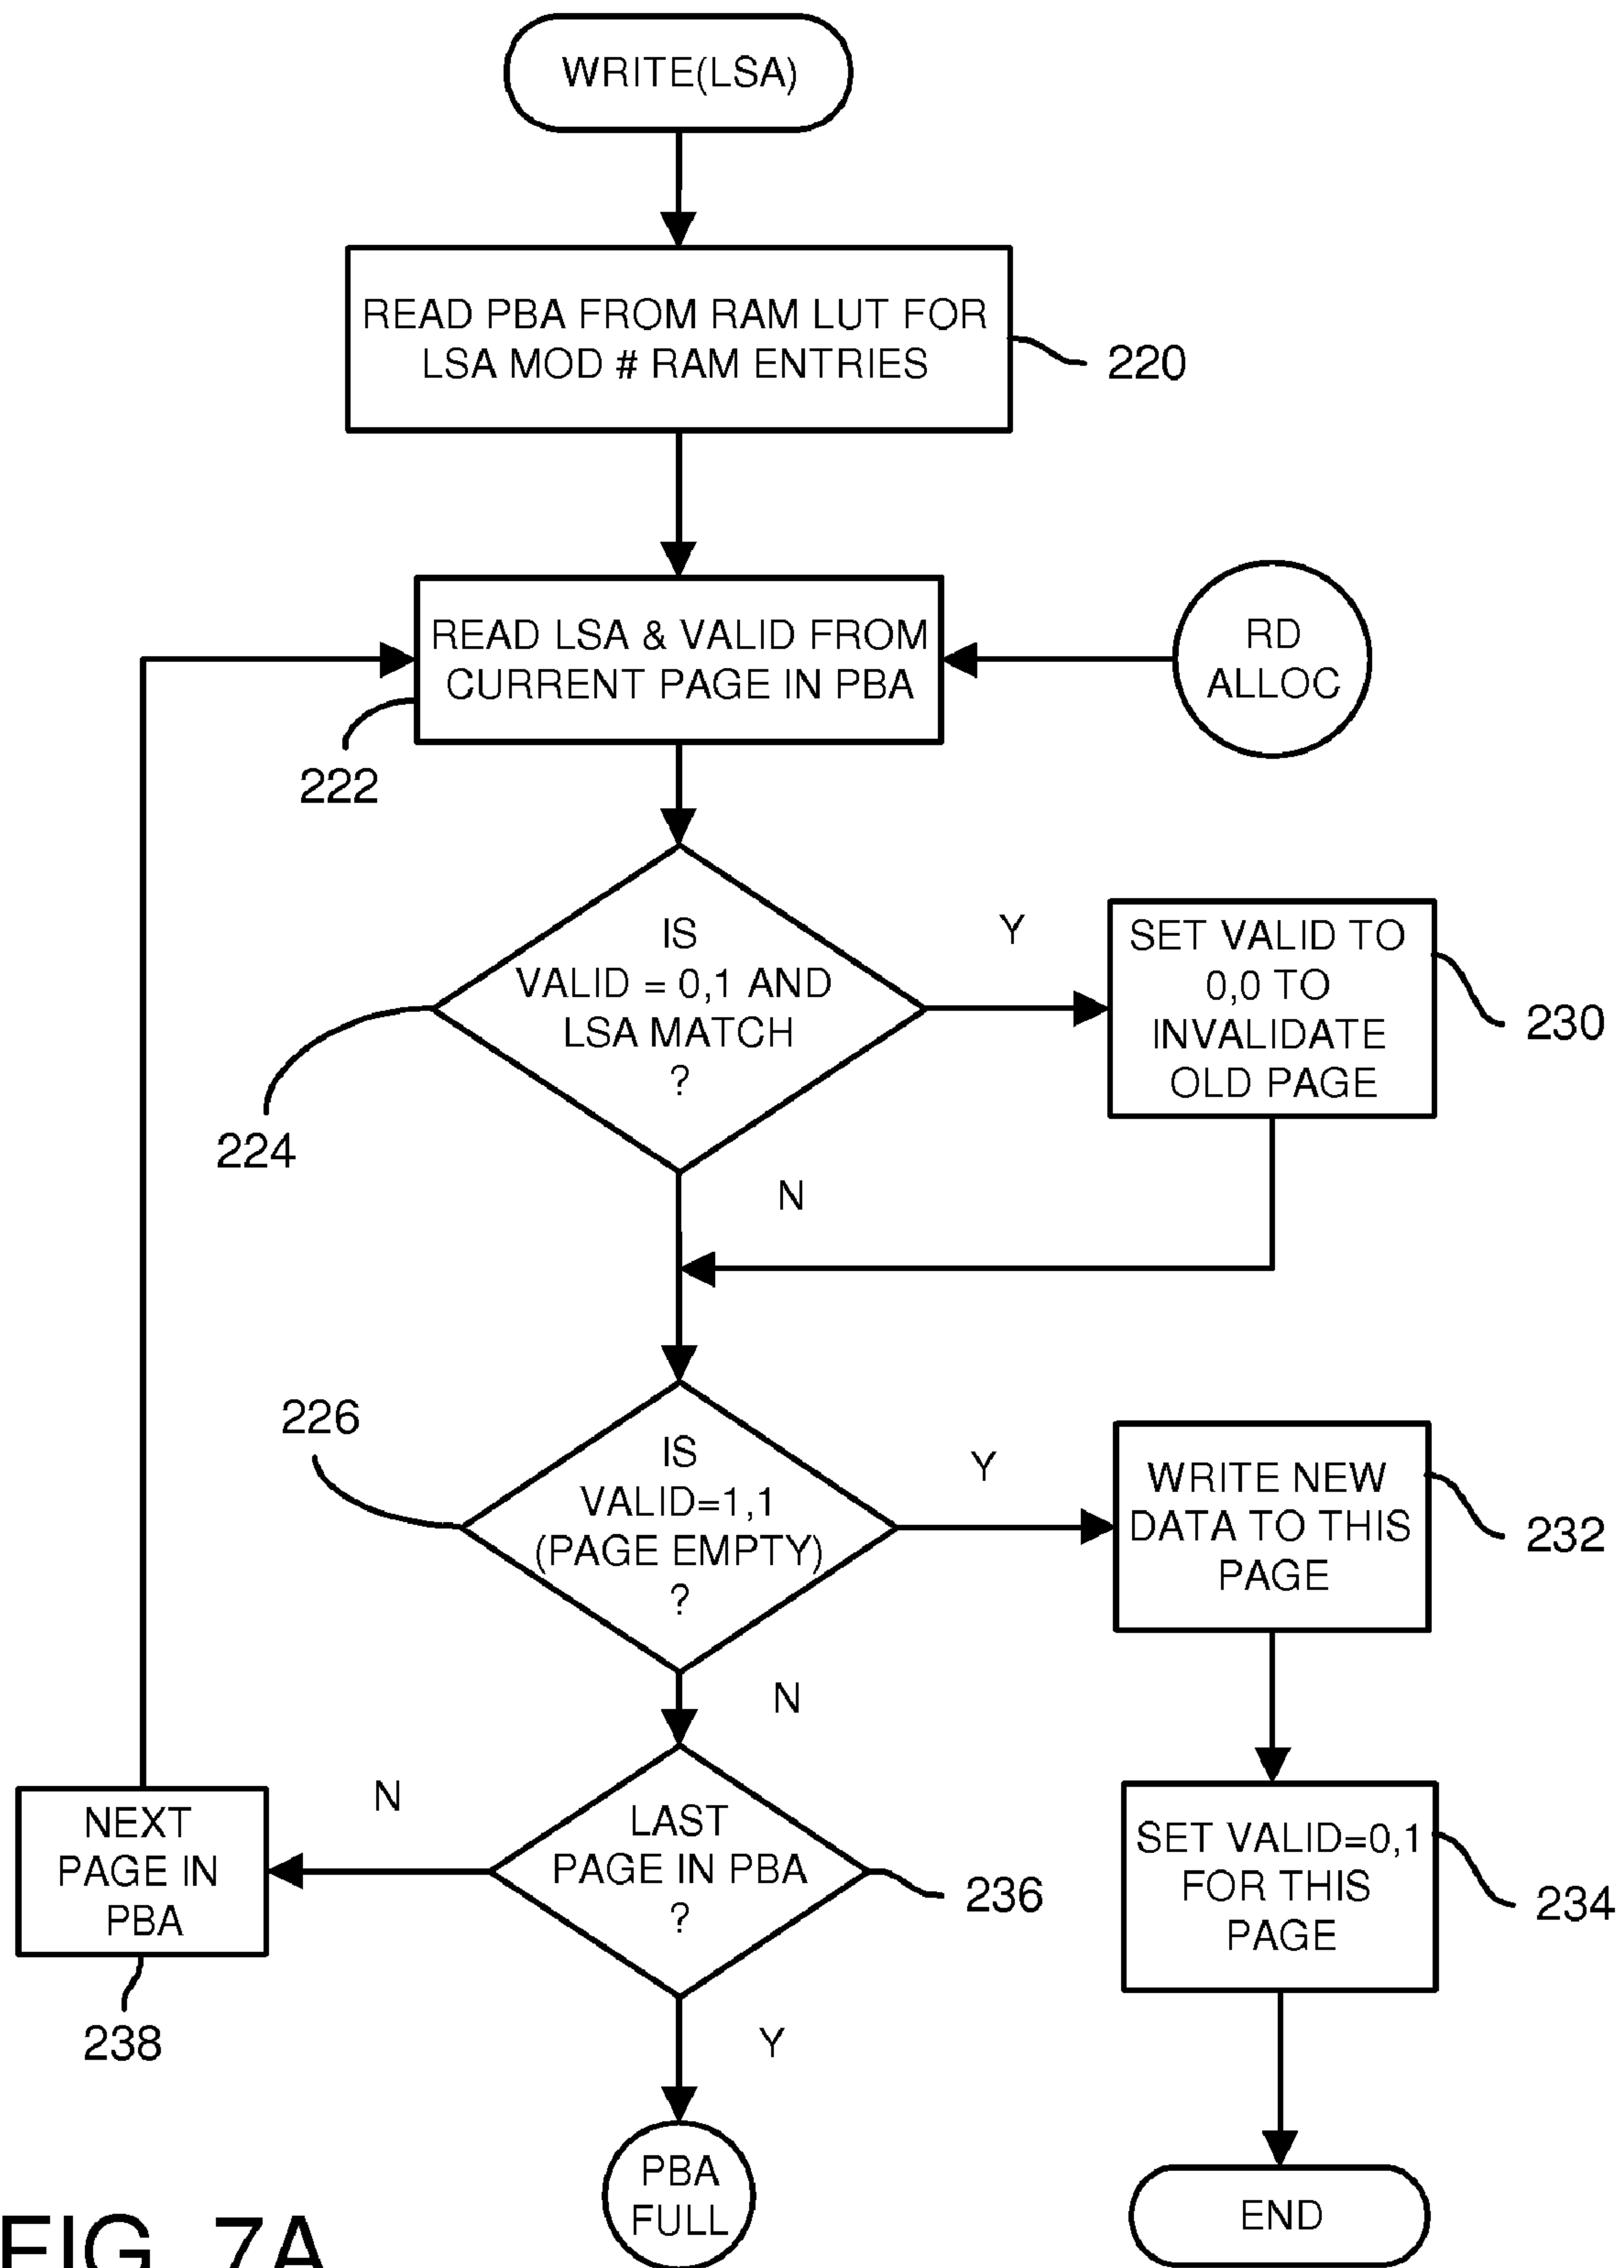 WRITE(LSA)
READ PBA FROM RAM LUT FOR
LSA MOD # RAM ENTRIES
220
READ LSA & VALID FROM
CURRENT PAGE IN PBA
RD
ALLOC
222
IS
VALID = 0,1 AND
LSA MATCH
?
Y
SET VALID TO
0,0 TO
INVALIDATE
OLD PAGE
230
224
N
226
IS
VALID=1,1
(PAGE EMPTY)
?
Y
WRITE NEW
DATA TO THIS
PAGE
232
N
NEXT
PAGE IN
PBA
N
LAST
PAGE IN PBA
?
236
SET VALID=0,1
FOR THIS
PAGE
234
238
Y
PBA
FULL
END
FIG. 7A